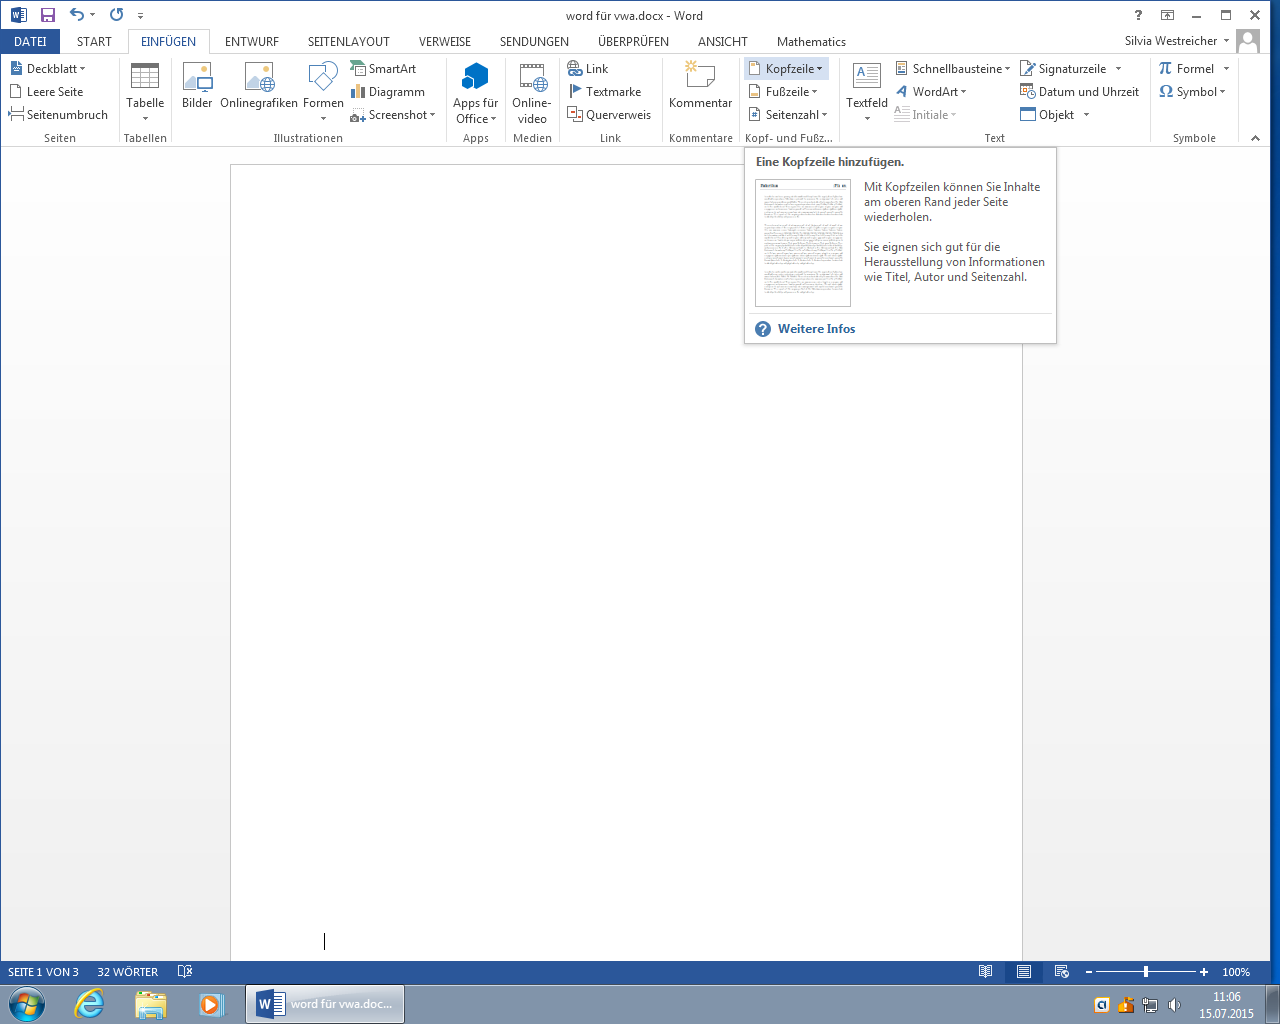 word für vwa.docx - Word
DATEI START EINFÜGEN ENTWURF SEITENLAYOUT VERWEISE SENDUNGEN ÜBERPRÜFEN ANSICHT Mathematics Silvia Westreicher
Deckblatt
Leere Seite
Seitenumbruch
Seiten
Tabelle
Tabellen
Bilder
Onlinegrafiken
Formen
SmartArt
Diagramm
Screenshot
Illustrationen
Apps für
Office
Apps
Online-
video
Medien
Link
Textmarke
Querverweis
Link
Kommentar
Kommentare
Kopfzeile
Fußzeile
Seitenzahl
Kopf- und Fußz...
Textfeld
Schnellbausteine
WordArt
Initiale
Signaturzeile
Datum und Uhrzeit
Objekt
Text
Formel
Symbol
Symbole
Eine Kopfzeile hinzufügen.
Mit Kopfzeilen können Sie Inhalte
am oberen Rand jeder Seite
wiederholen.
Sie eignen sich gut für die
Herausstellung von Informationen
wie Titel, Autor und Seitenzahl.
Weitere Infos
SEITE 1 VON 3 32 WÖRTER 100%
word für vwa.doc...
11:06
15.07.2015